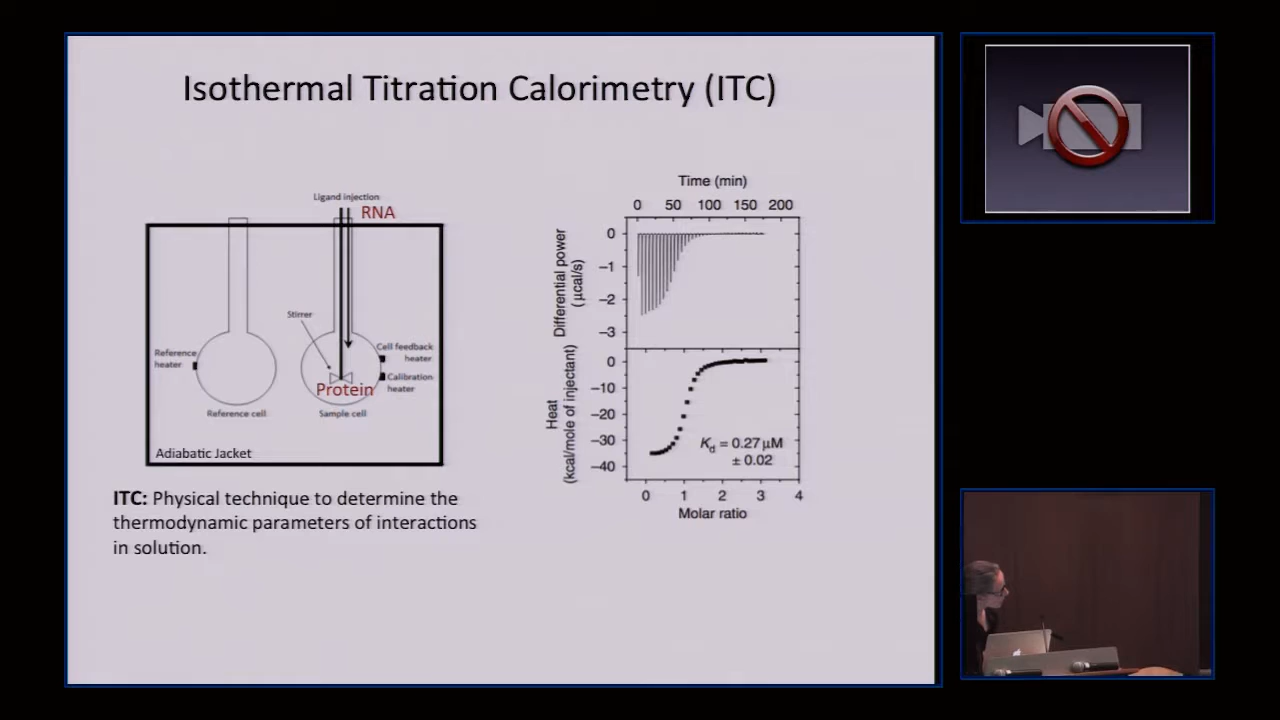 Isothermal Titration Calorimetry (ITC)
Ligand injection
RNA
Stirrer
Reference
heater
Cell feedback
heater
Calibration
heater
Protein
Reference cell
Sample cell
Adiabatic Jacket
ITC: Physical technique to determine the
thermodynamic parameters of interactions
in solution.
Time (min)
0 50 100 150 200
Differential power
(µcal/s)
0
−1
−2
−3
Heat
(kcal/mole of injectant)
0
−10
−20
−30
−40
Kd = 0.27 µM
± 0.02
0 1 2 3 4
Molar ratio